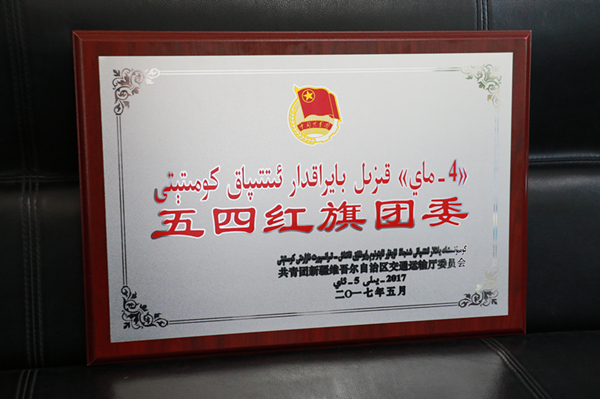 «4 - ماي» قىزىل بايراقدار ئىتتىپاق كومىتېتى
五四红旗团委
共青团新疆维吾尔自治区交通运输厅委员会
2017- يىلى 5 - ئاي
二〇一七年五月